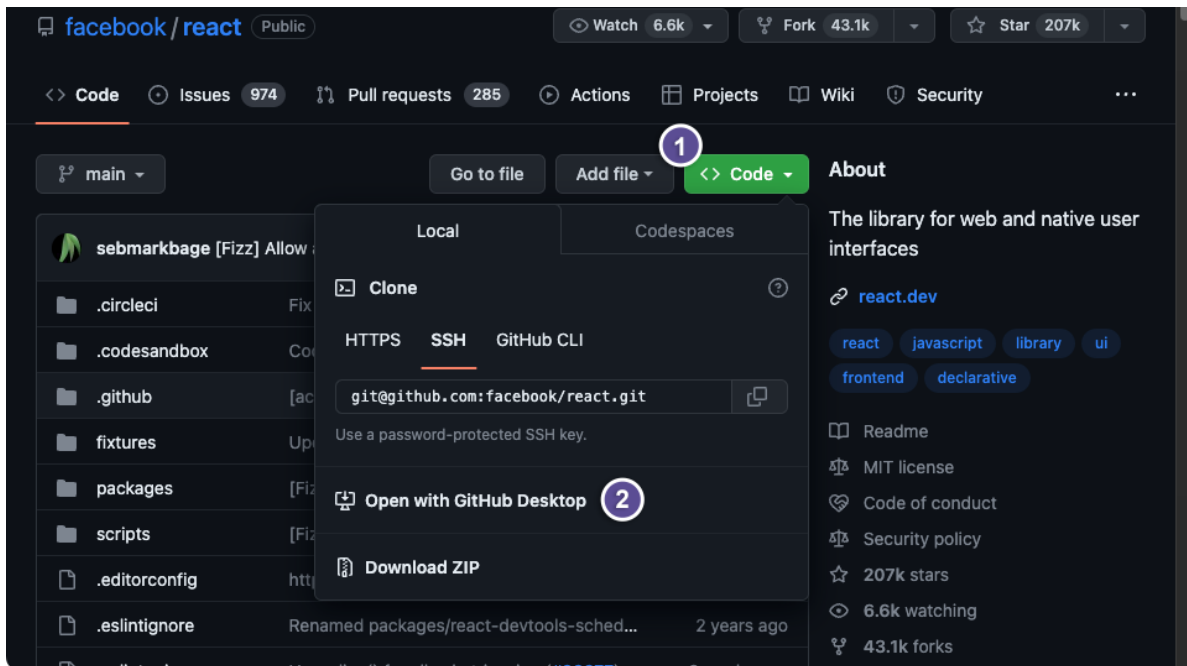 facebook / react Public Watch 6.6k Fork 43.1k Star 207k
Code Issues 974 Pull requests 285 Actions Projects Wiki Security ...
1
main Go to file Add file Code
sebmarkbage [Fizz] Allow
.circleci Fix
.codesandbox
.github
fixtures
packages
scripts
.editorconfig
.eslintignore Renamed packages/react-devtools-sched... 2 years ago
Local Codespaces
Clone
HTTPS SSH GitHub CLI
git@github.com:facebook/react.git
Use a password-protected SSH key.
Open with GitHub Desktop 2
Download ZIP
About
The library for web and native user
interfaces
react.dev
react javascript library ui
frontend declarative
Readme
MIT license
Code of conduct
Security policy
207k stars
6.6k watching
43.1k forks